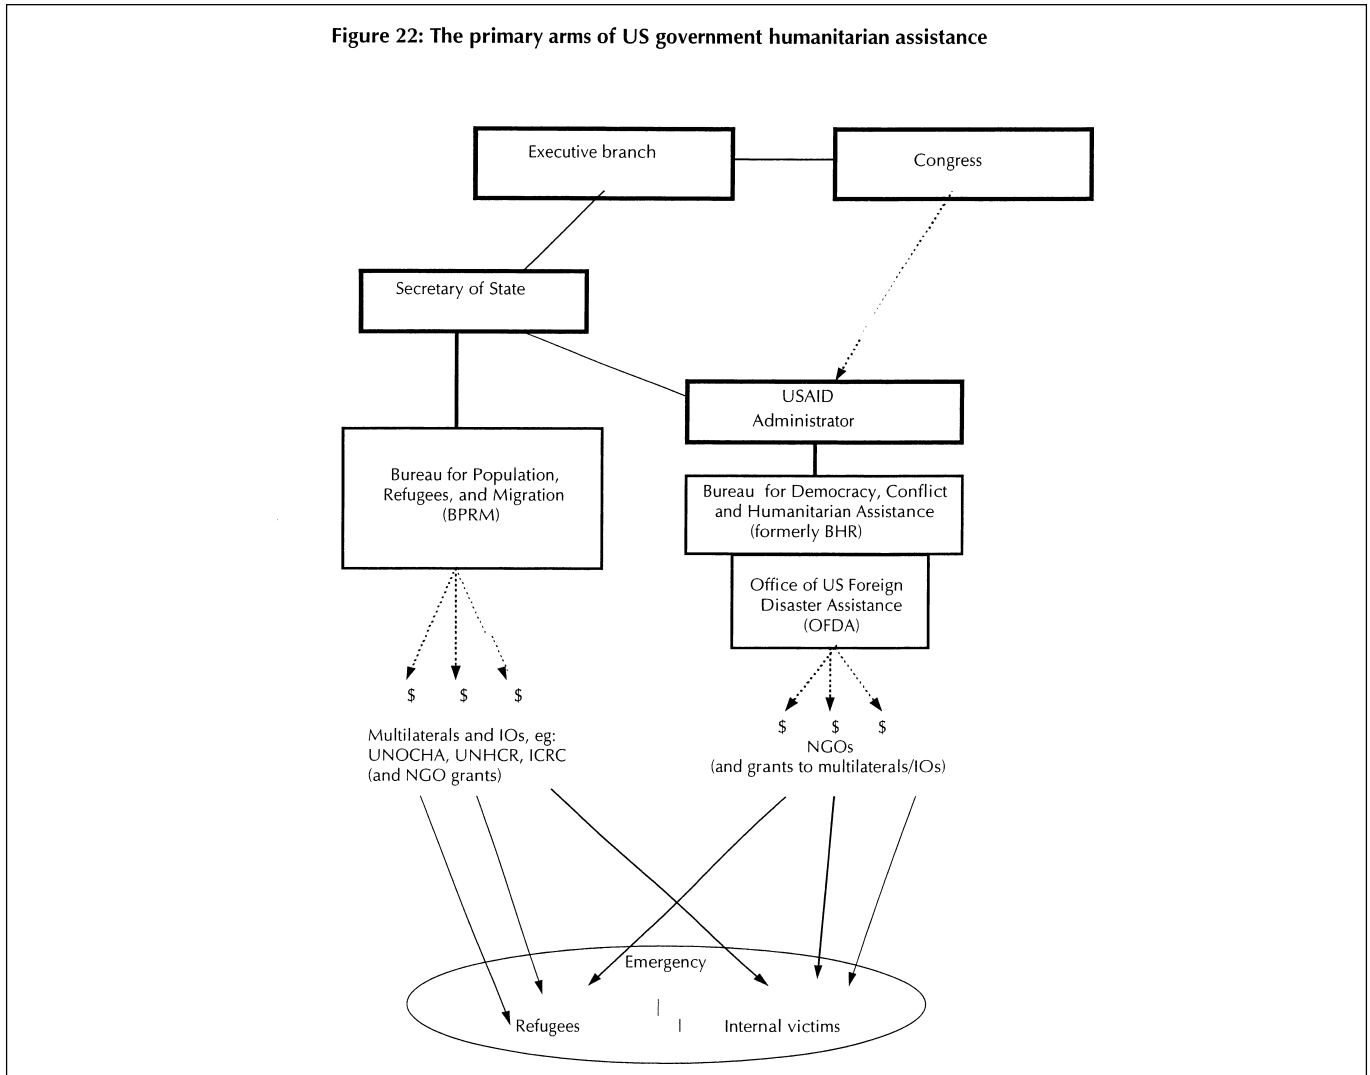 Figure 22: The primary arms of US government humanitarian assistance
Executive branch
Congress
Secretary of State
USAID
Administrator
Bureau for Population,
Refugees, and Migration
(BPRM)
Bureau for Democracy, Conflict
and Humanitarian Assistance
(formerly BHR)
Office of US Foreign
Disaster Assistance
(OFDA)
$ $ $
Multilaterals and IOs, eg:
UNOCHA, UNHCR, ICRC
(and NGO grants)
$ $ $
NGOs
(and grants to multilaterals/IOs)
Emergency
Refugees
Internal victims